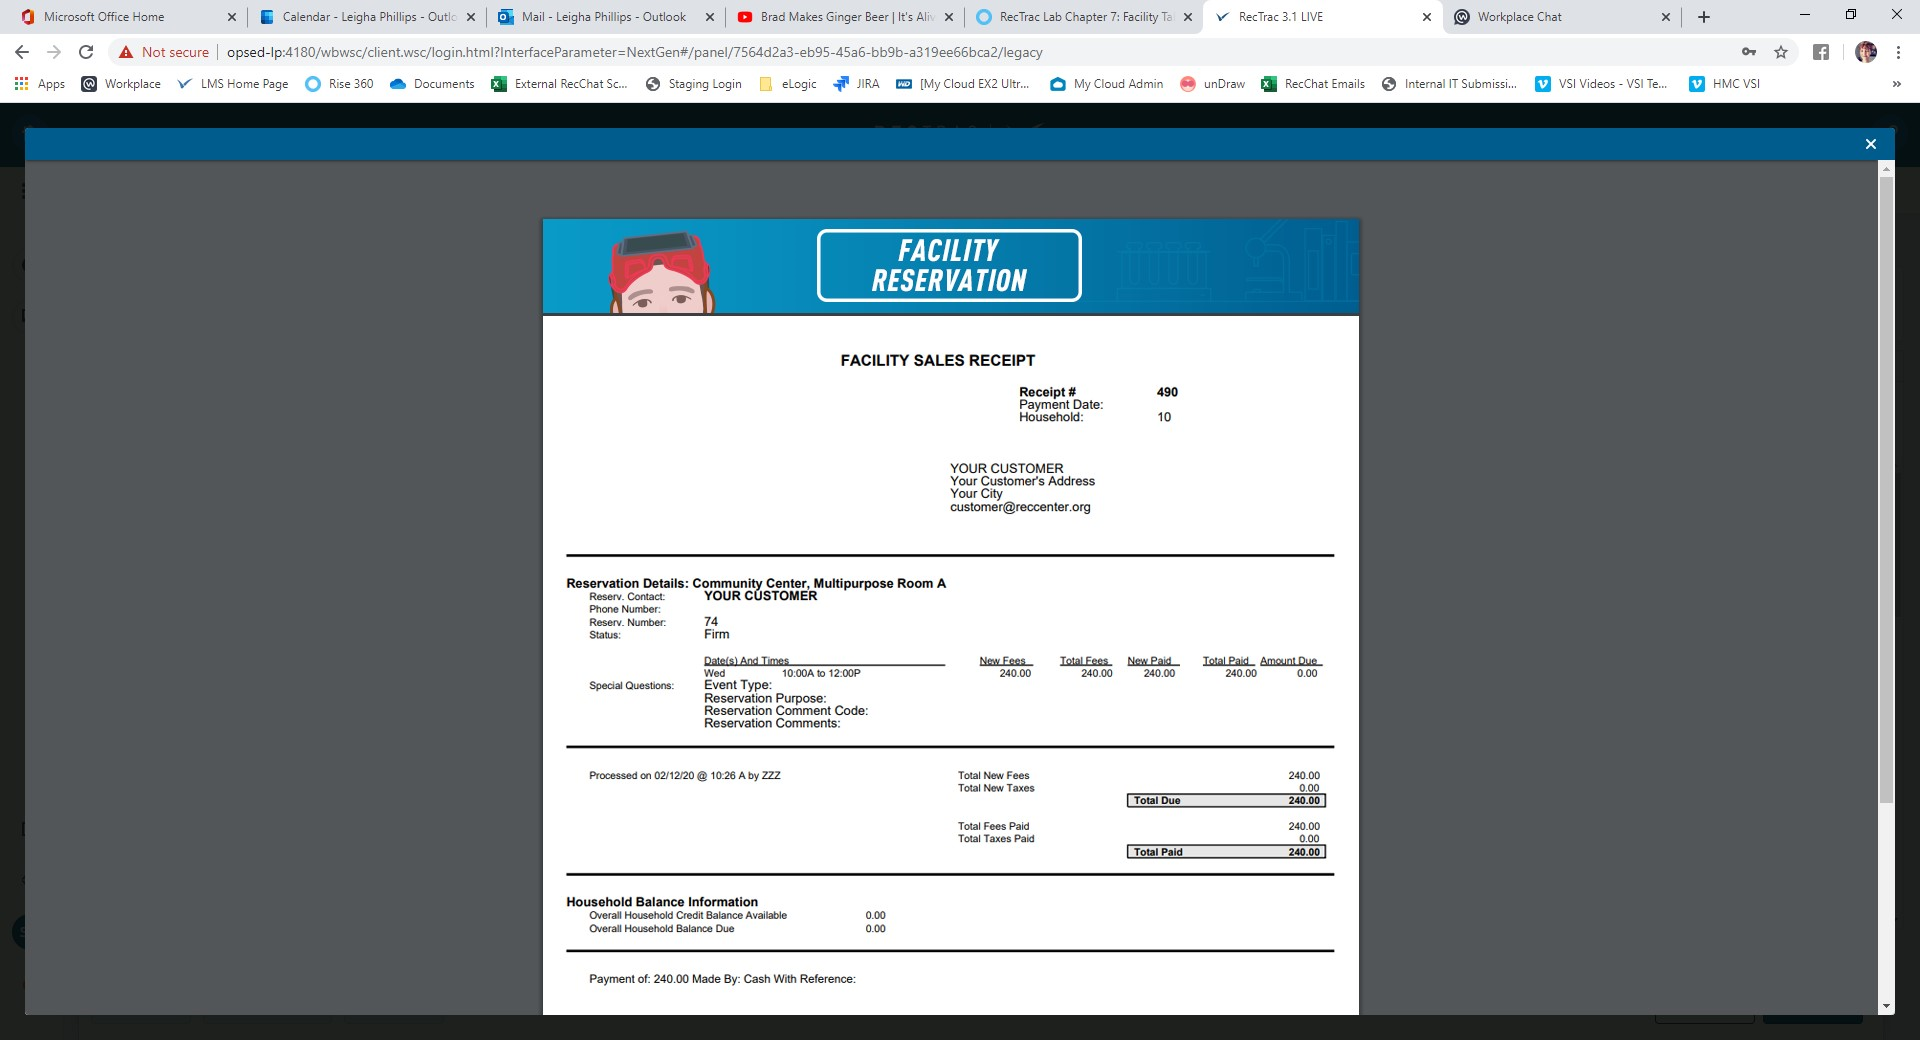 Microsoft Office Home
Calendar - Leigha Phillips - Outlo
Mail - Leigha Phillips - Outlook
Brad Makes Ginger Beer | It's Aliv
RecTrac Lab Chapter 7: Facility Ta
RecTrac 3.1 LIVE
Workplace Chat
Not secure
opsed-lp:4180/wbwsc/client.wsc/login.html?InterfaceParameter=NextGen#/panel/7564d2a3-eb95-45a6-bb9b-a319ee66bca2/legacy
Apps
Workplace
LMS Home Page
Rise 360
Documents
External RecChat Sc...
Staging Login
eLogic
JIRA
[My Cloud EX2 Ultr...
My Cloud Admin
unDraw
RecChat Emails
Internal IT Submissi...
VSI Videos - VSI Te...
HMC VSI
FACILITY
RESERVATION
FACILITY SALES RECEIPT
Receipt # 490
Payment Date:
Household: 10
YOUR CUSTOMER
Your Customer's Address
Your City
customer@reccenter.org
Reservation Details: Community Center, Multipurpose Room A
Reserv. Contact: YOUR CUSTOMER
Phone Number:
Reserv. Number: 74
Status: Firm
Date(s) And Times New Fees Total Fees New Paid Total Paid Amount Due
Wed 10:00A to 12:00P 240.00 240.00 240.00 240.00 0.00
Special Questions: Event Type:
Reservation Purpose:
Reservation Comment Code:
Reservation Comments:
Processed on 02/12/20 @ 10:26 A by ZZZ
Total New Fees 240.00
Total New Taxes 0.00
Total Due 240.00
Total Fees Paid 240.00
Total Taxes Paid 0.00
Total Paid 240.00
Household Balance Information
Overall Household Credit Balance Available 0.00
Overall Household Balance Due 0.00
Payment of: 240.00 Made By: Cash With Reference: